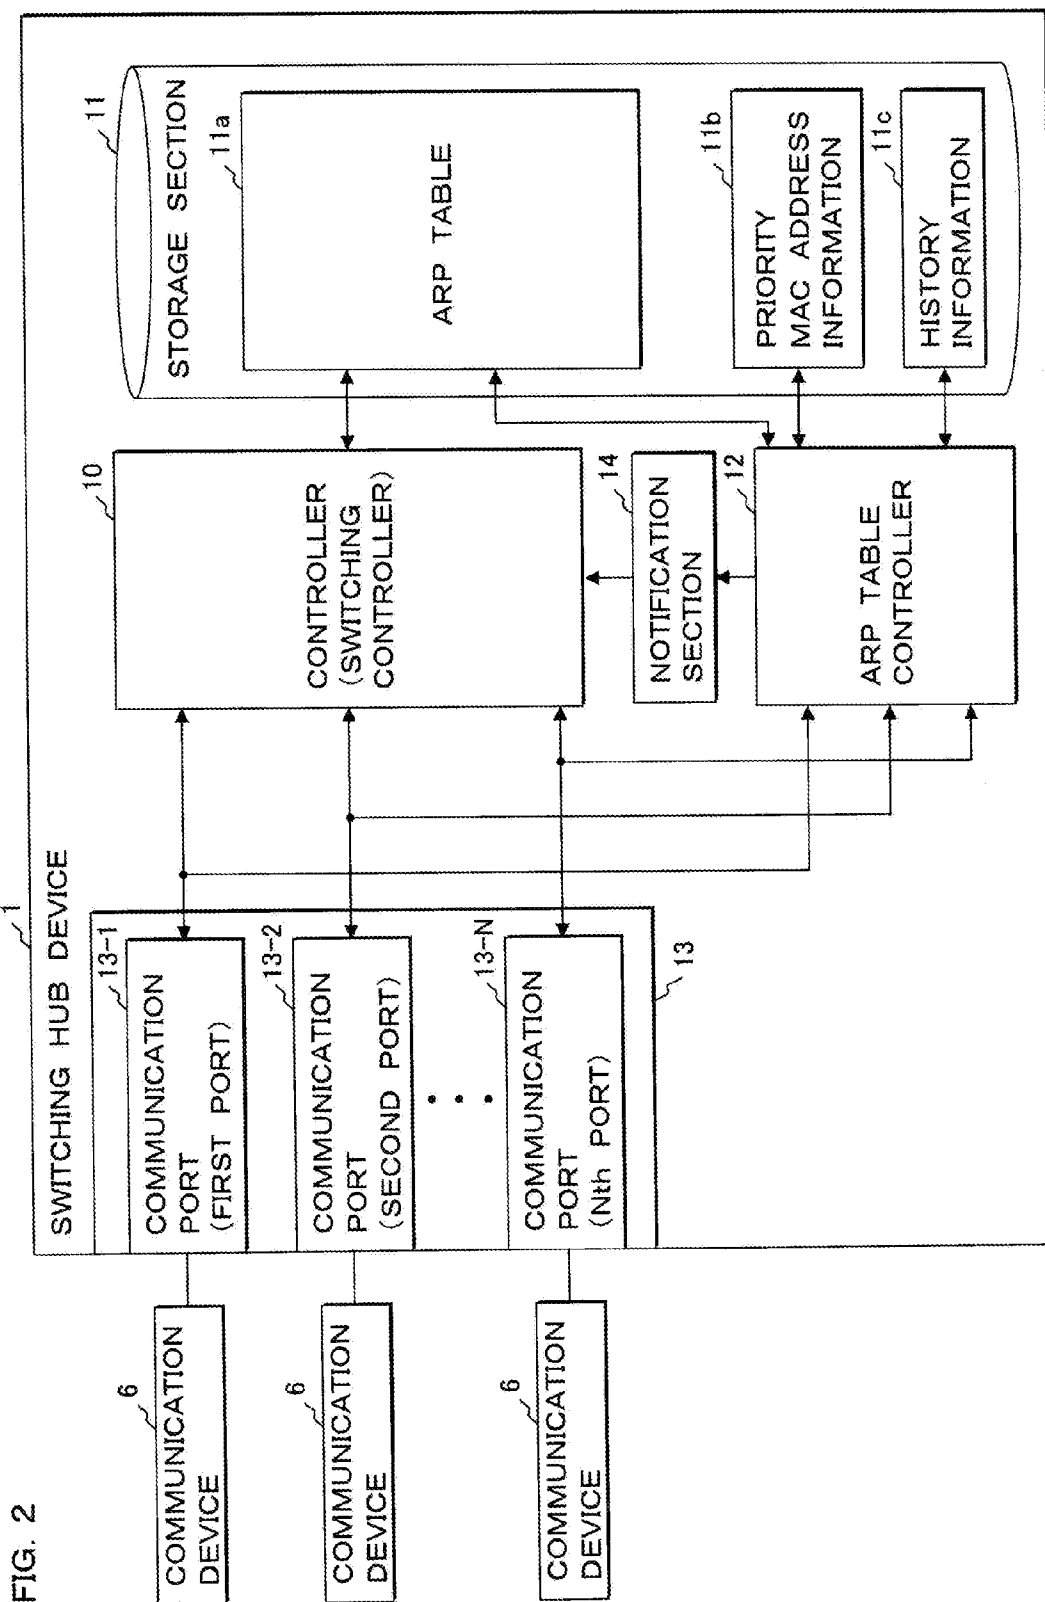 FIG. 2
1
SWITCHING HUB DEVICE
6
COMMUNICATION
DEVICE
6
COMMUNICATION
DEVICE
6
COMMUNICATION
DEVICE
13-1
COMMUNICATION
PORT
(FIRST PORT)
13-2
COMMUNICATION
PORT
(SECOND PORT)
13-N
COMMUNICATION
PORT
(Nth PORT)
13
10
CONTROLLER
(SWITCHING
CONTROLLER)
14
NOTIFICATION
SECTION
12
ARP TABLE
CONTROLLER
11
STORAGE SECTION
11a
ARP TABLE
11b
PRIORITY
MAC ADDRESS
INFORMATION
11c
HISTORY
INFORMATION